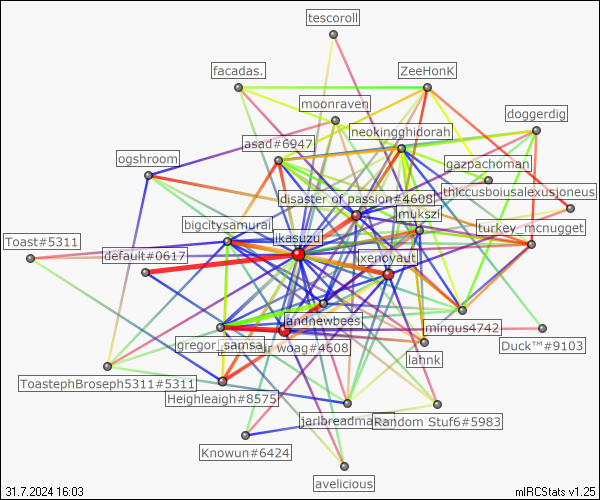 tescoroll
facadas.
ZeeHonK
moonraven
doggerdig
neokingghidorah
asad#6947
ogshroom
gazpachoman
thiccusboiusalexusjoneus
disaster of passion#4608
mukszi
bigcitysamurai
turkey_mcnugget
Toast#5311
ikasuzu
default#0617
xenoyaut
andnewbees
mingus4742
Duck™#9103
gregor_samsa.
woag#4608
lahnk
ToastephBroseph5311#5311
Heighleaigh#8575
Random Stuf6#5983
Knowun#6424
avelicious
31.7.2024 16:03
mIRCStats v1.25